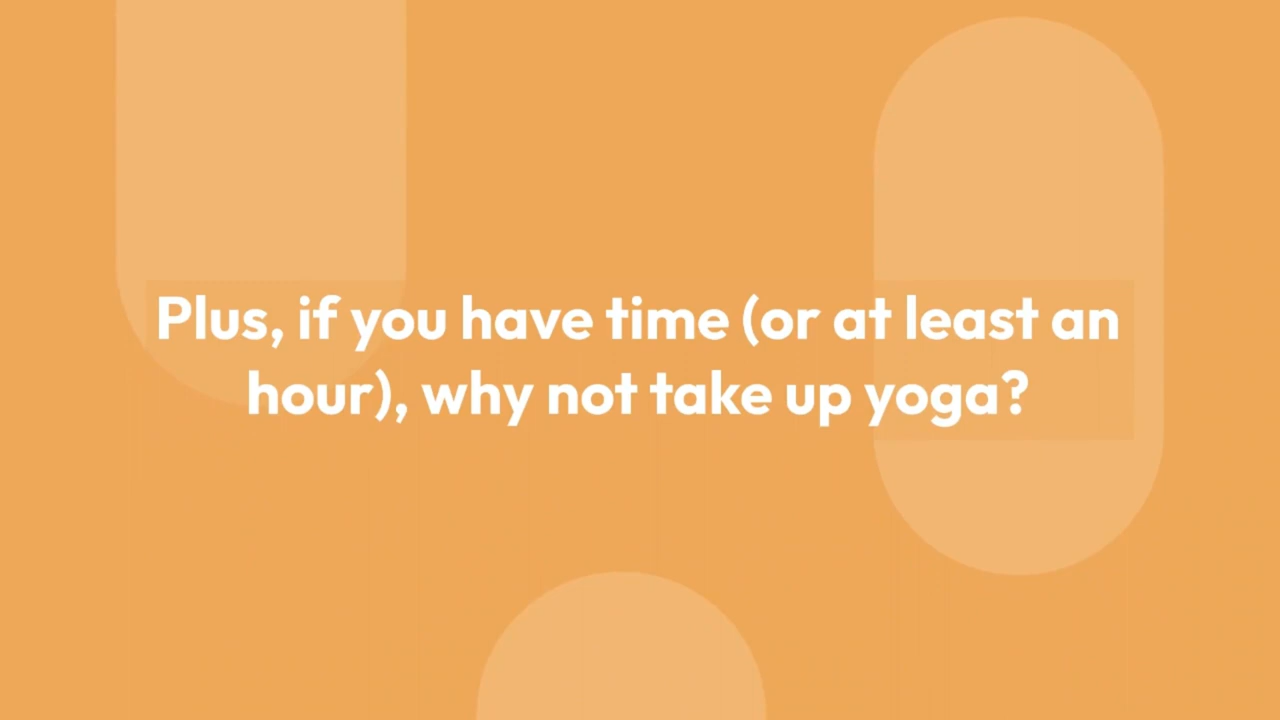 Plus, if you have time (or at least an
hour), why not take up yoga?